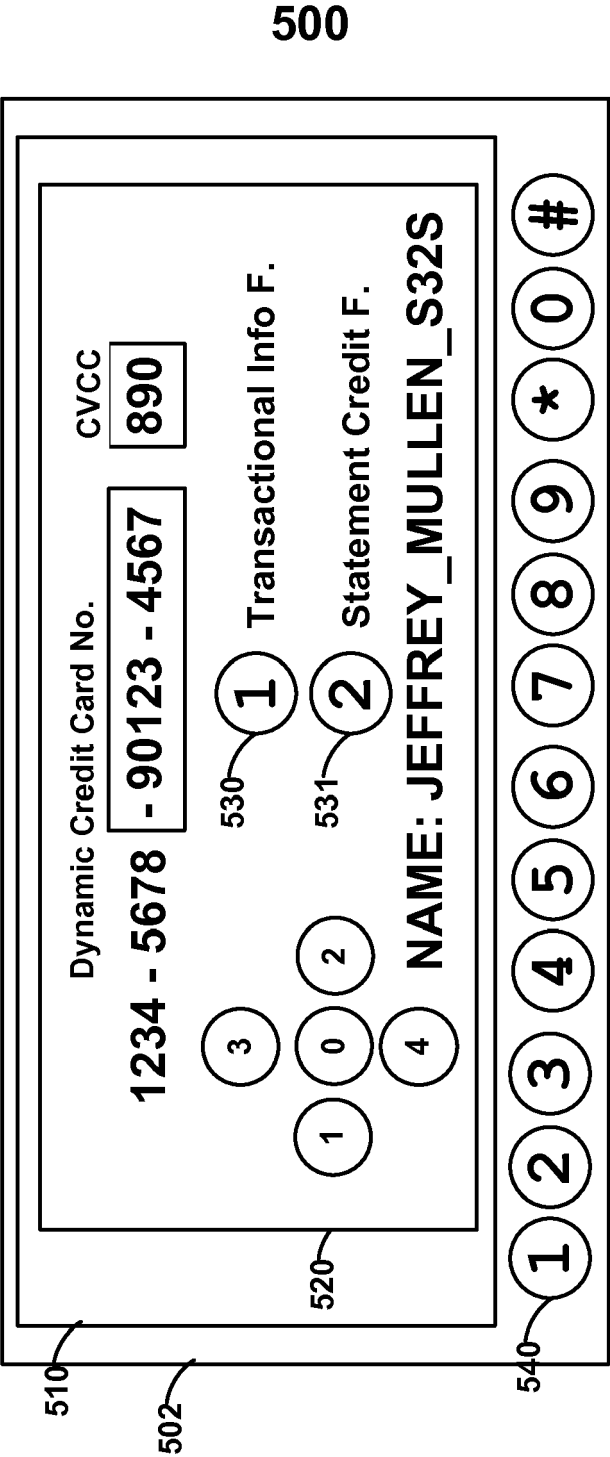 500
Dynamic Credit Card No.
CVCC
1234 - 5678 - 90123 - 4567
890
3
1
0
2
4
530
1 Transactional Info F.
531
2 Statement Credit F.
NAME: JEFFREY_MULLEN_S32S
510
502
520
540
1 2 3 4 5 6 7 8 9 * 0 #